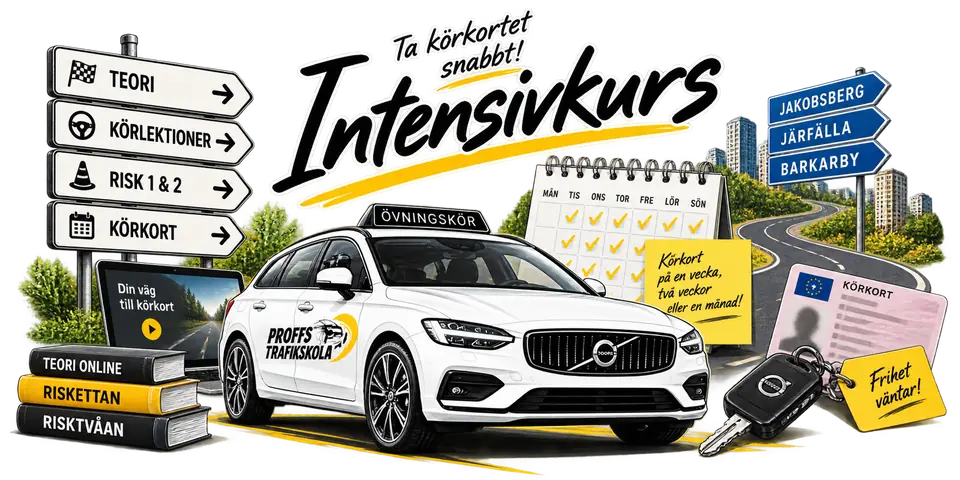 Ta körkortet
snabbt!
Intensivkurs
TEORI
KÖRLEKTIONER
RISK 1 & 2
KÖRKORT
JAKOBSBERG
JÄRFÄLLA
BARKARBY
MÅN TIS ONS TOR FRE LÖR SÖN
ÖVNINGSKÖR
Körkort
på en vecka,
två veckor
eller en månad!
Din väg
till körkort
PROFFS
TRAFIKSKOLA
KÖRKORT
TEORI ONLINE
RISKETTAN
RISKTVÅAN
Frihet
väntar!